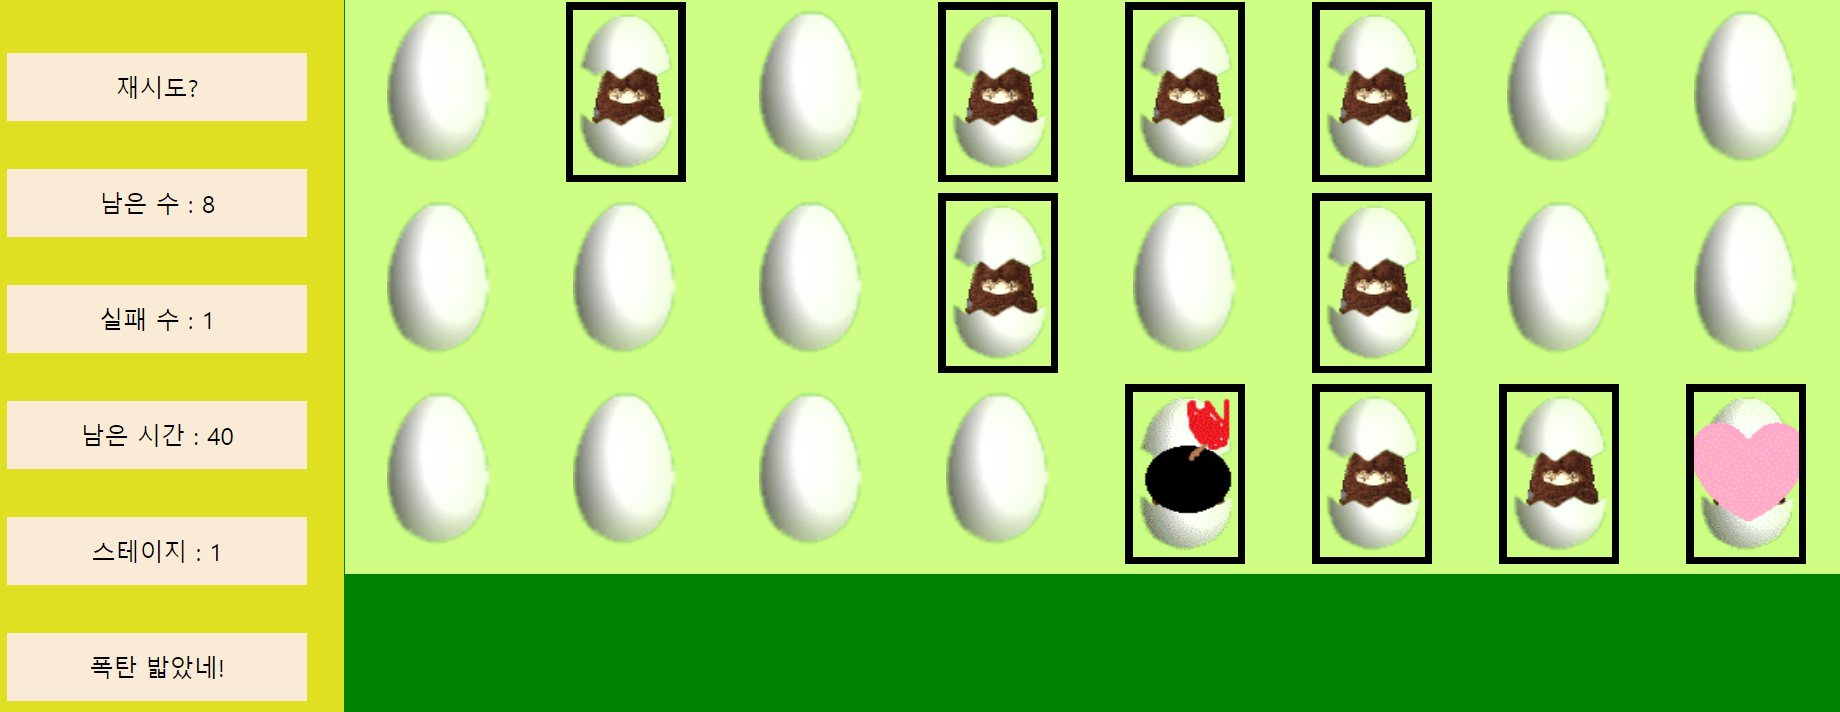 재시도?
남은 수 : 8
실패 수 : 1
남은 시간 : 40
스테이지 : 1
폭탄 밟았네!